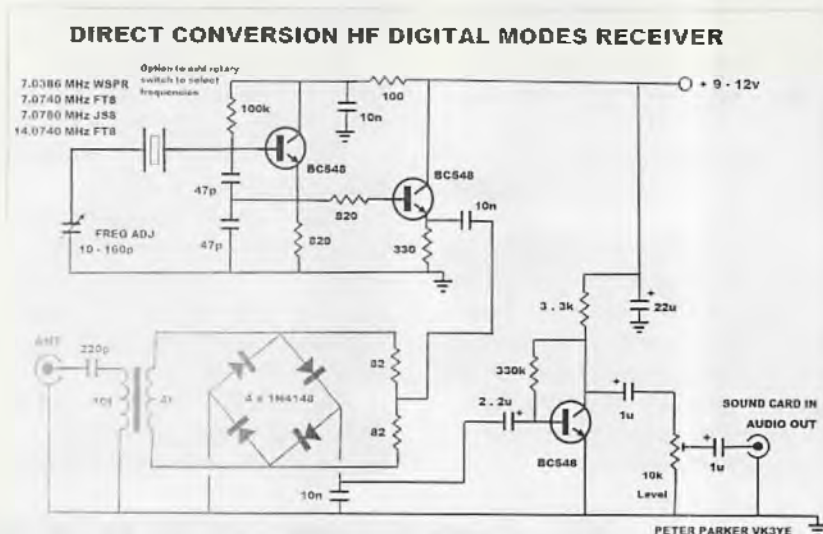 DIRECT CONVERSION HF DIGITAL MODES RECEIVER
Option to add rotary
switch to select
frequencies
7.0386 MHz WSPR
7.0740 MHz FT8
7.0780 MHz JS8
14.0740 MHz FT8
100k
10n
100
+ 9 - 12v
BC548
BC548
47p
820
10n
FREQ ADJ
10 - 160p
47p
820
330
3.3k
22u
ANT
220p
10t
4t
4 x 1N4148
82
82
330k
2.2u
1u
SOUND CARD IN
AUDIO OUT
BC548
10k
Level
1u
10n
PETER PARKER VK3YE